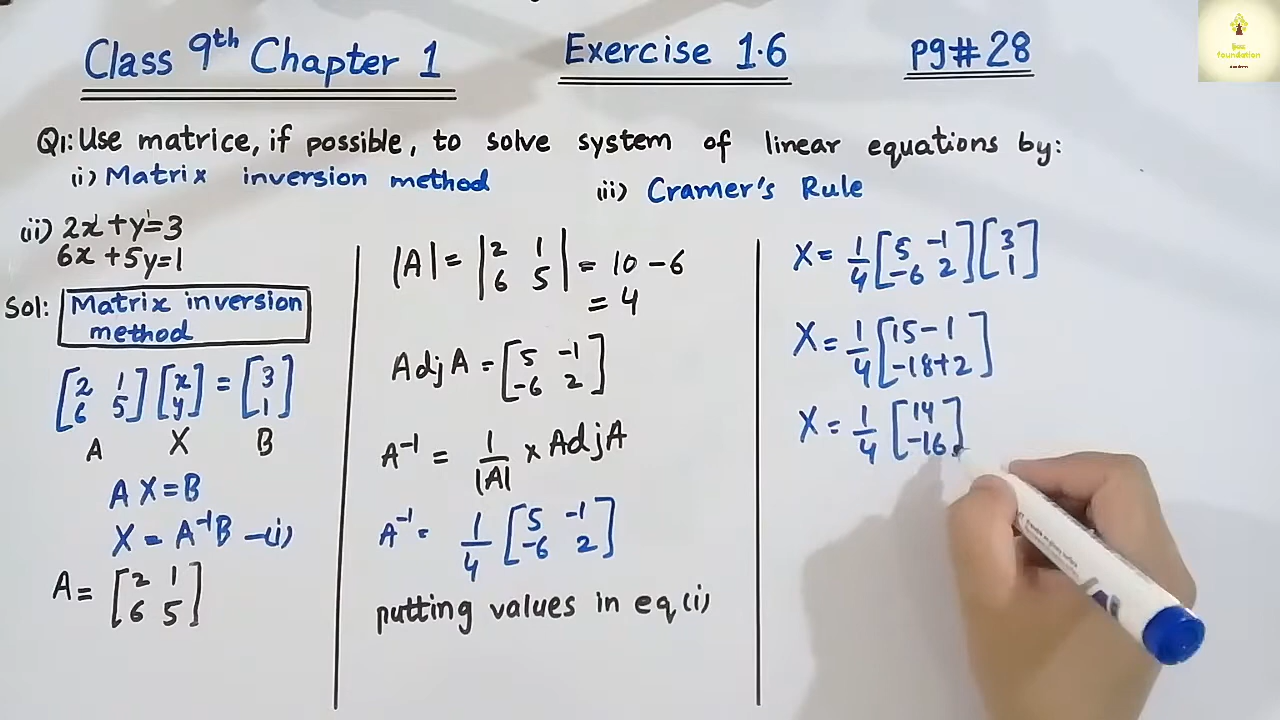 Class 9th Chapter 1 Exercise 1.6 pg#28
foundation
Q1: Use matrice, if possible, to solve system of linear equations by:
(i) Matrix inversion method (ii) Cramer's Rule
(ii) 2x+y=3
6x+5y=1
Sol: Matrix inversion
method
[2 1] [x] = [3]
[6 5] [y] [1]
A X B
AX=B
X = A⁻¹B —(i)
A = [2 1]
[6 5]
|A| = |2 1| = 10 - 6
|6 5|
= 4
Adj A = [5 -1]
[-6 2]
A⁻¹ = 1/|A| × Adj A
A⁻¹ = 1/4 [5 -1]
[-6 2]
putting values in eq (i)
X = 1/4 [5 -1] [3]
[-6 2] [1]
X = 1/4 [15-1]
[-18+2]
X = 1/4 [14]
[-16]